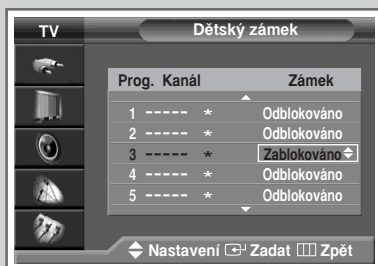 TV
Dětský zámek
Prog. Kanál Zámek
1 ----- * Odblokováno
2 ----- * Odblokováno
3 ----- * Zablokováno
4 ----- * Odblokováno
5 ----- * Odblokováno
Nastavení Zadat Zpět